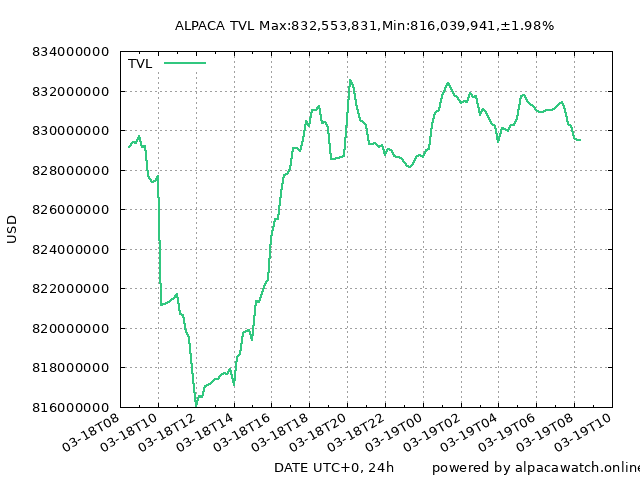 ALPACA TVL Max:832,553,831,Min:816,039,941,±1.98%
834000000
TVL
832000000
830000000
828000000
826000000
824000000
822000000
820000000
818000000
816000000
USD
03-18T08
03-18T10
03-18T12
03-18T14
03-18T16
03-18T18
03-18T20
03-18T22
03-19T00
03-19T02
03-19T04
03-19T06
03-19T08
03-19T10
DATE UTC+0, 24h
powered by alpacawatch.online